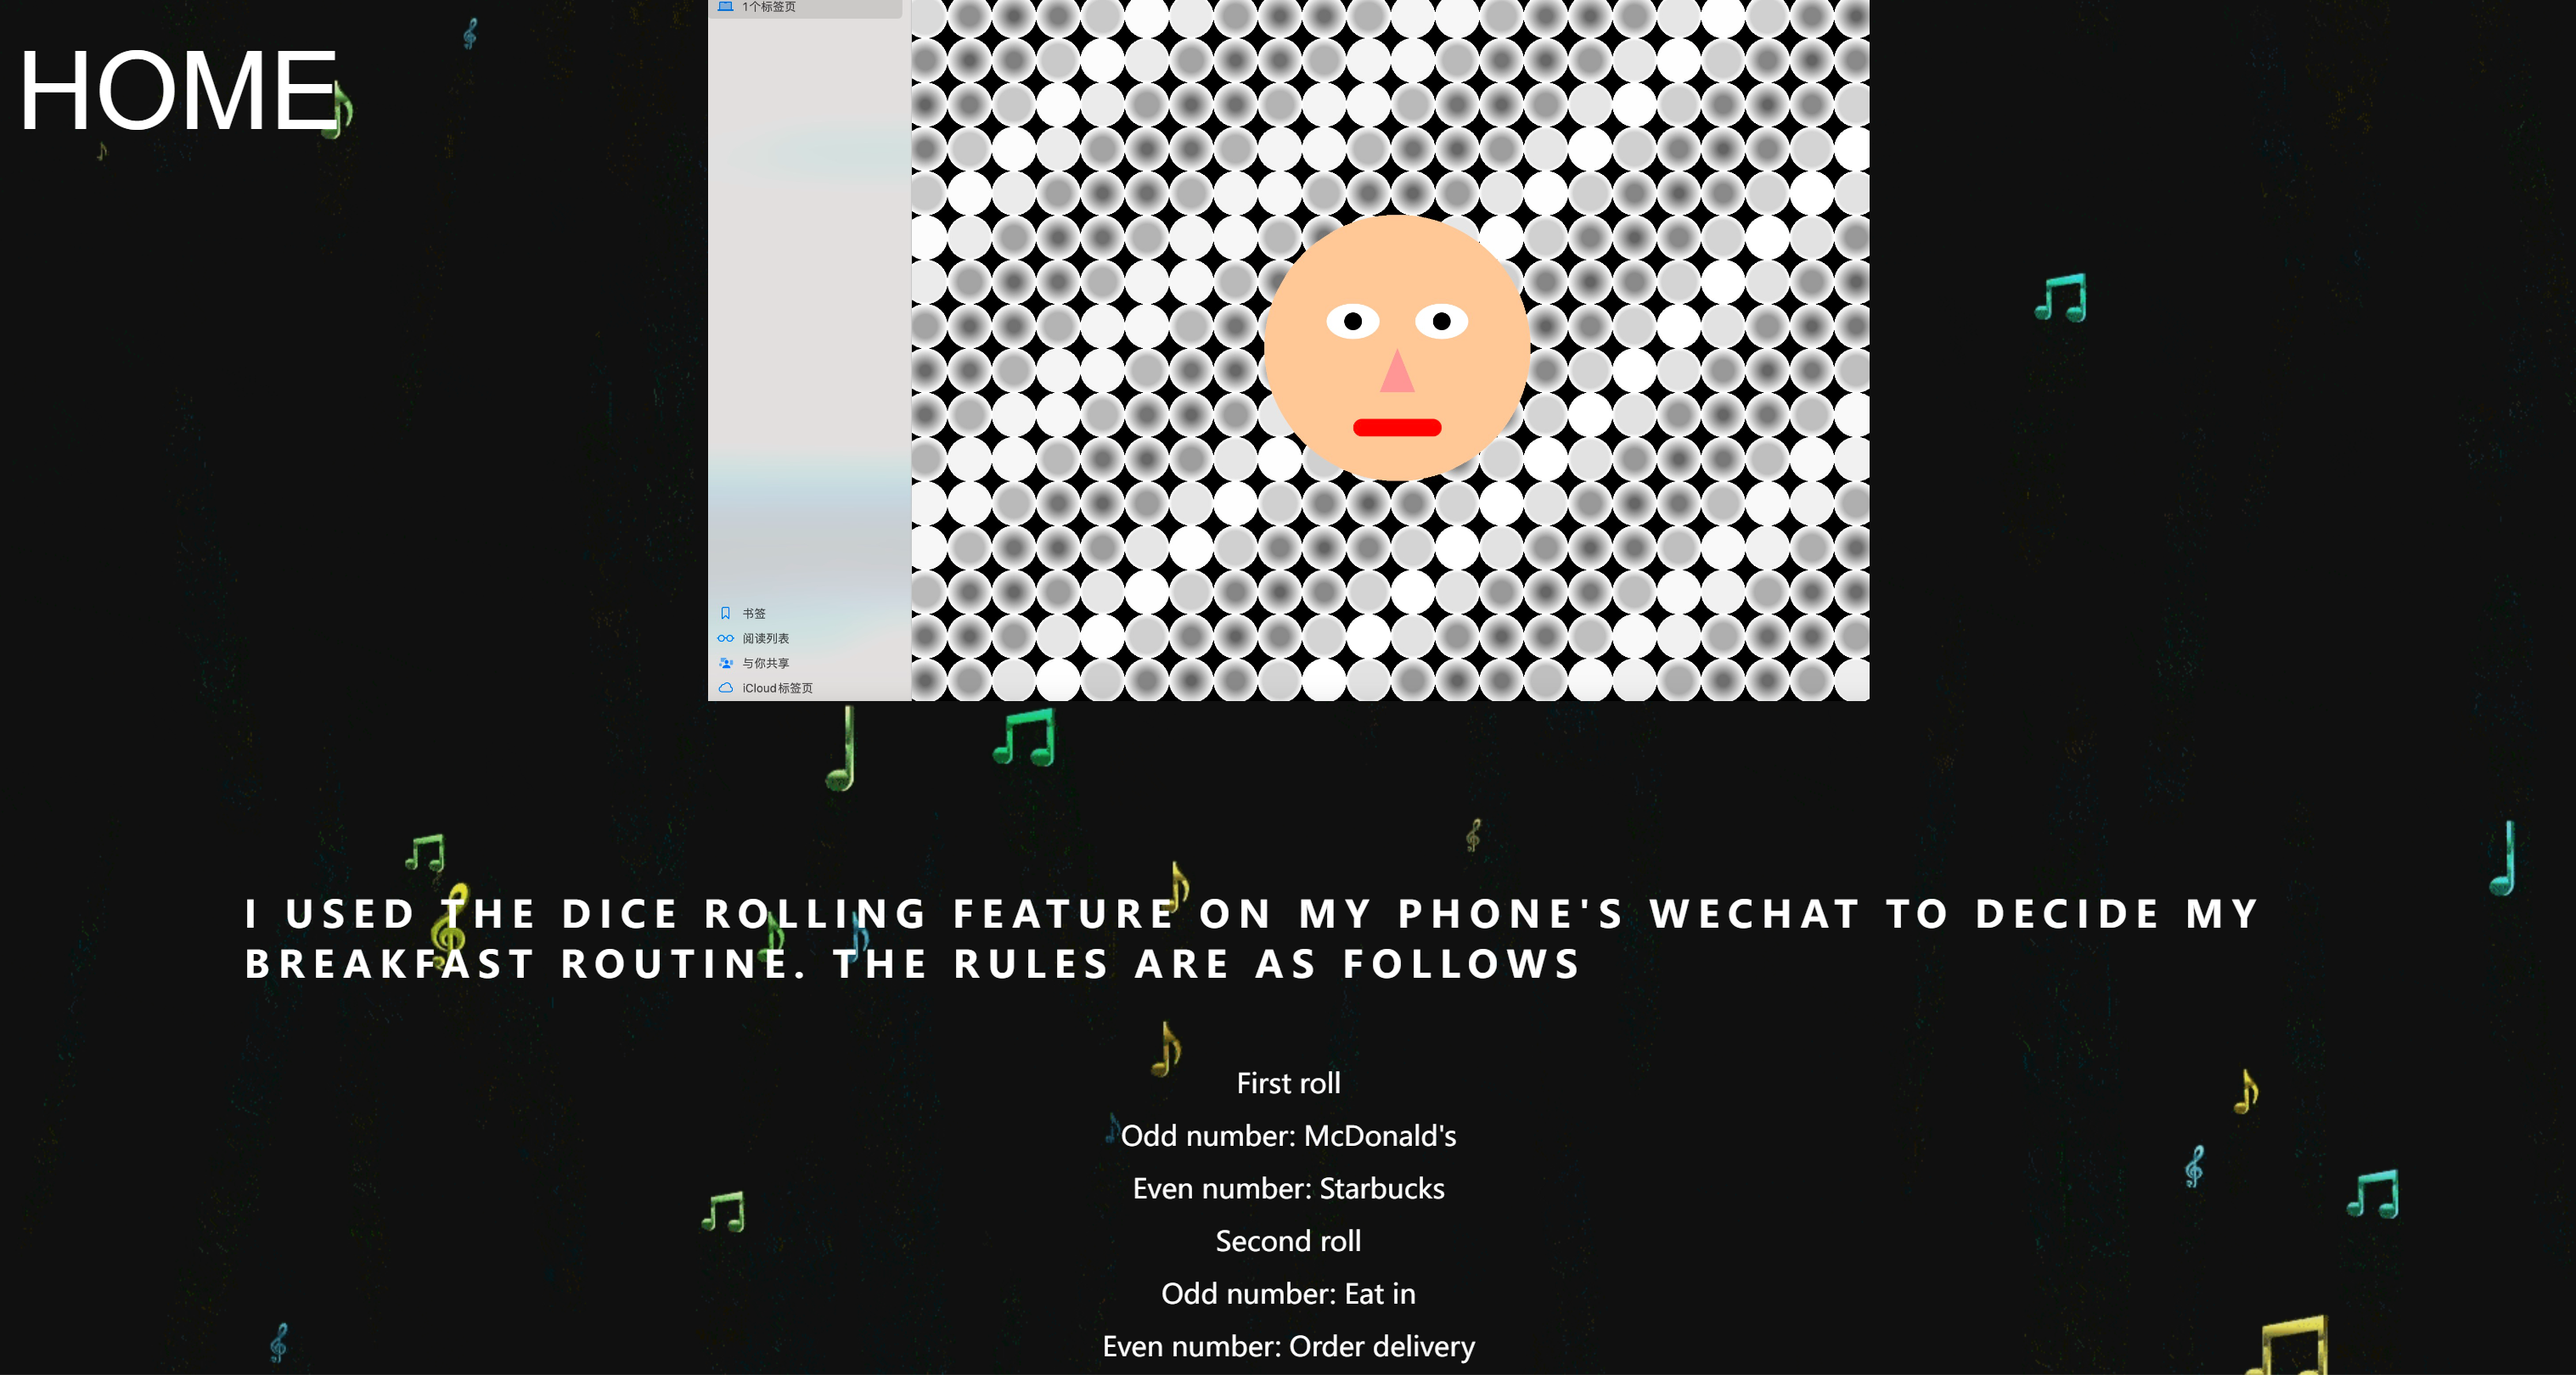 1个标签页
HOME
书签
阅读列表
与你共享
iCloud标签页
I USED THE DICE ROLLING FEATURE ON MY PHONE'S WECHAT TO DECIDE MY
BREAKFAST ROUTINE. THE RULES ARE AS FOLLOWS
First roll
Odd number: McDonald's
Even number: Starbucks
Second roll
Odd number: Eat in
Even number: Order delivery